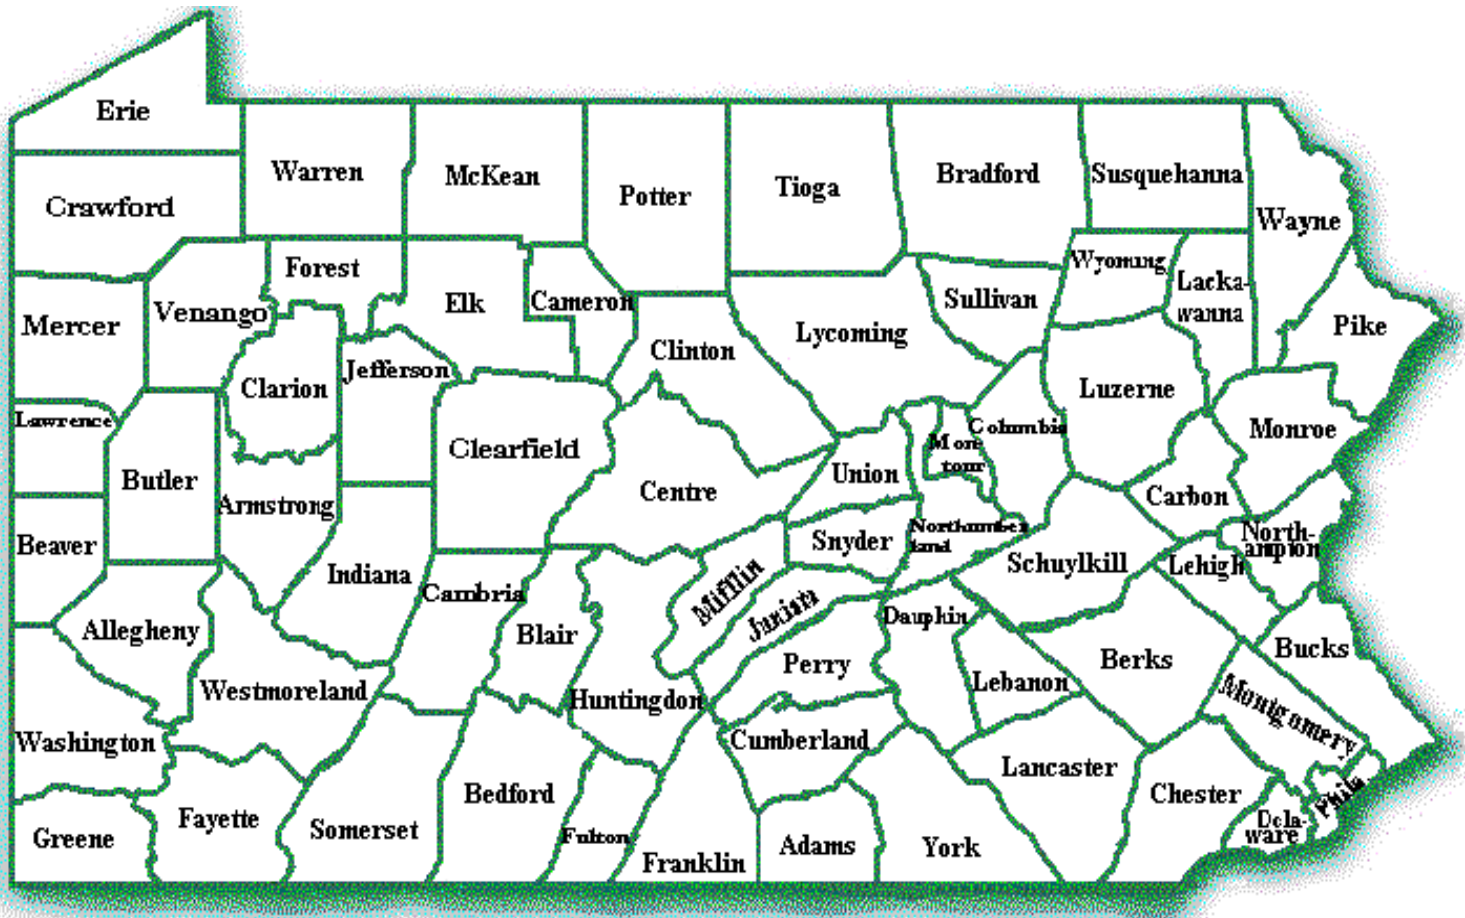 Erie
Warren
McKean
Potter
Tioga
Bradford
Susquehanna
Crawford
Wayne
Forest
Wyoming
Venango
Elk
Cameron
Sullivan
Lacka-
wanna
Mercer
Clinton
Lycoming
Pike
Clarion
Jefferson
Luzerne
Lawrence
Columbia
Monroe
Clearfield
Mon-
tour
Butler
Centre
Union
Carbon
Armstrong
Northumber
land
North-
ampton
Beaver
Snyder
Indiana
Schuylkill
Lehigh
Cambria
Mifflin
Juniata
Dauphin
Allegheny
Blair
Bucks
Perry
Berks
Westmoreland
Huntingdon
Lebanon
Montgomery
Washington
Cumberland
Lancaster
Bedford
Chester
Phila
Fayette
Dela-
ware
Greene
Somerset
Fulton
Franklin
Adams
York